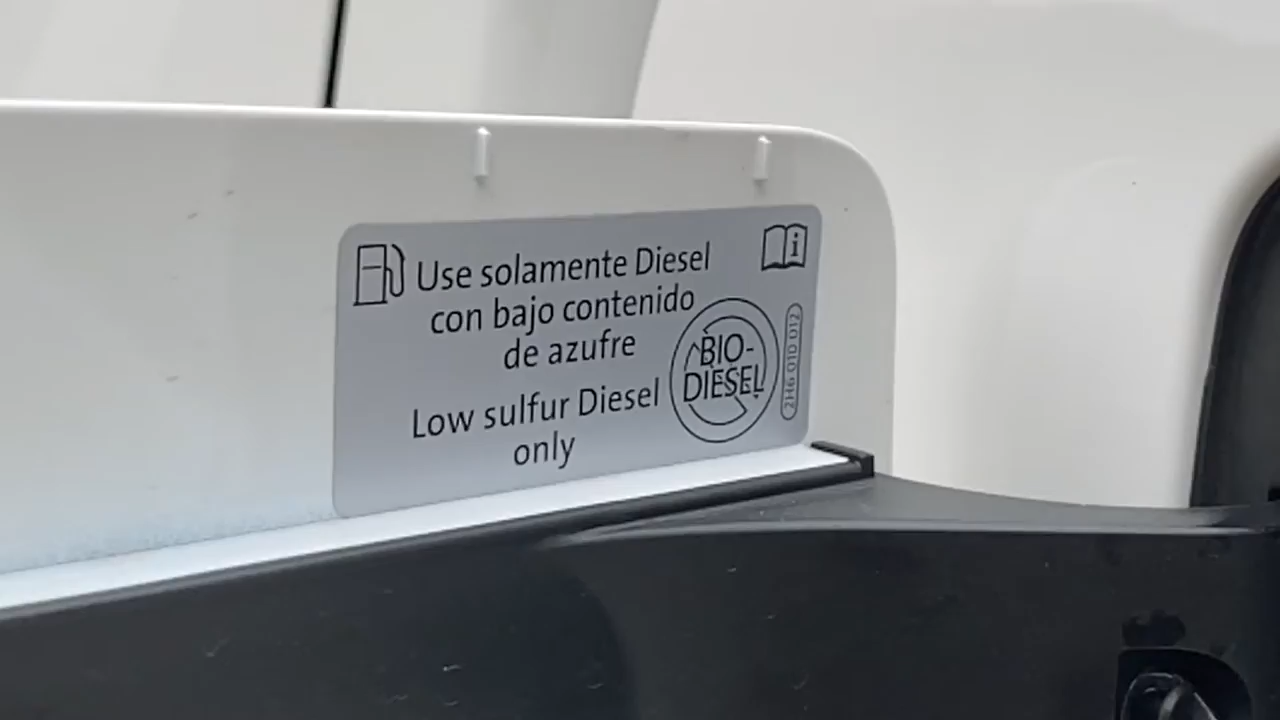 Use solamente Diesel
con bajo contenido
de azufre
Low sulfur Diesel
only
BIO-
DIESEL
2H6 010 012
i